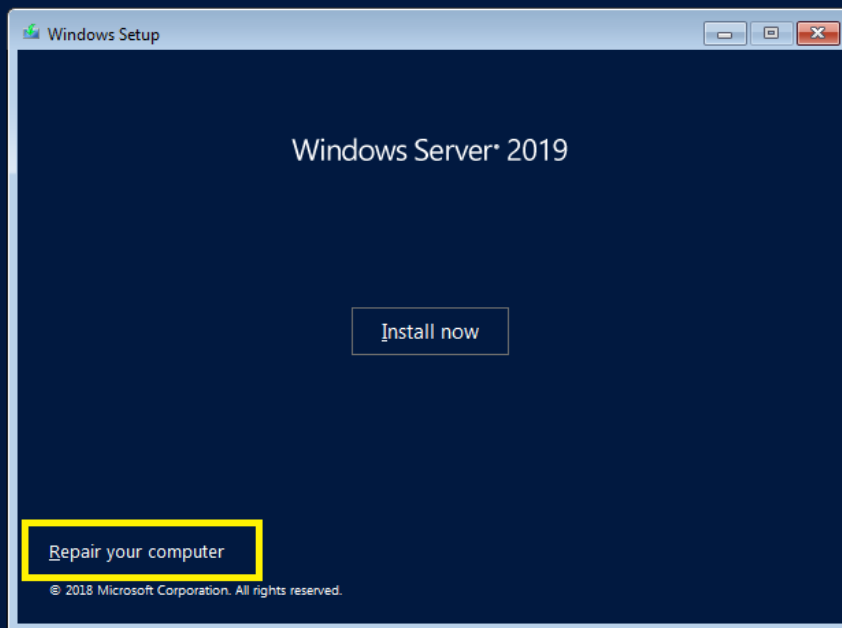 Windows Setup
Windows Server® 2019
Install now
Repair your computer
© 2018 Microsoft Corporation. All rights reserved.